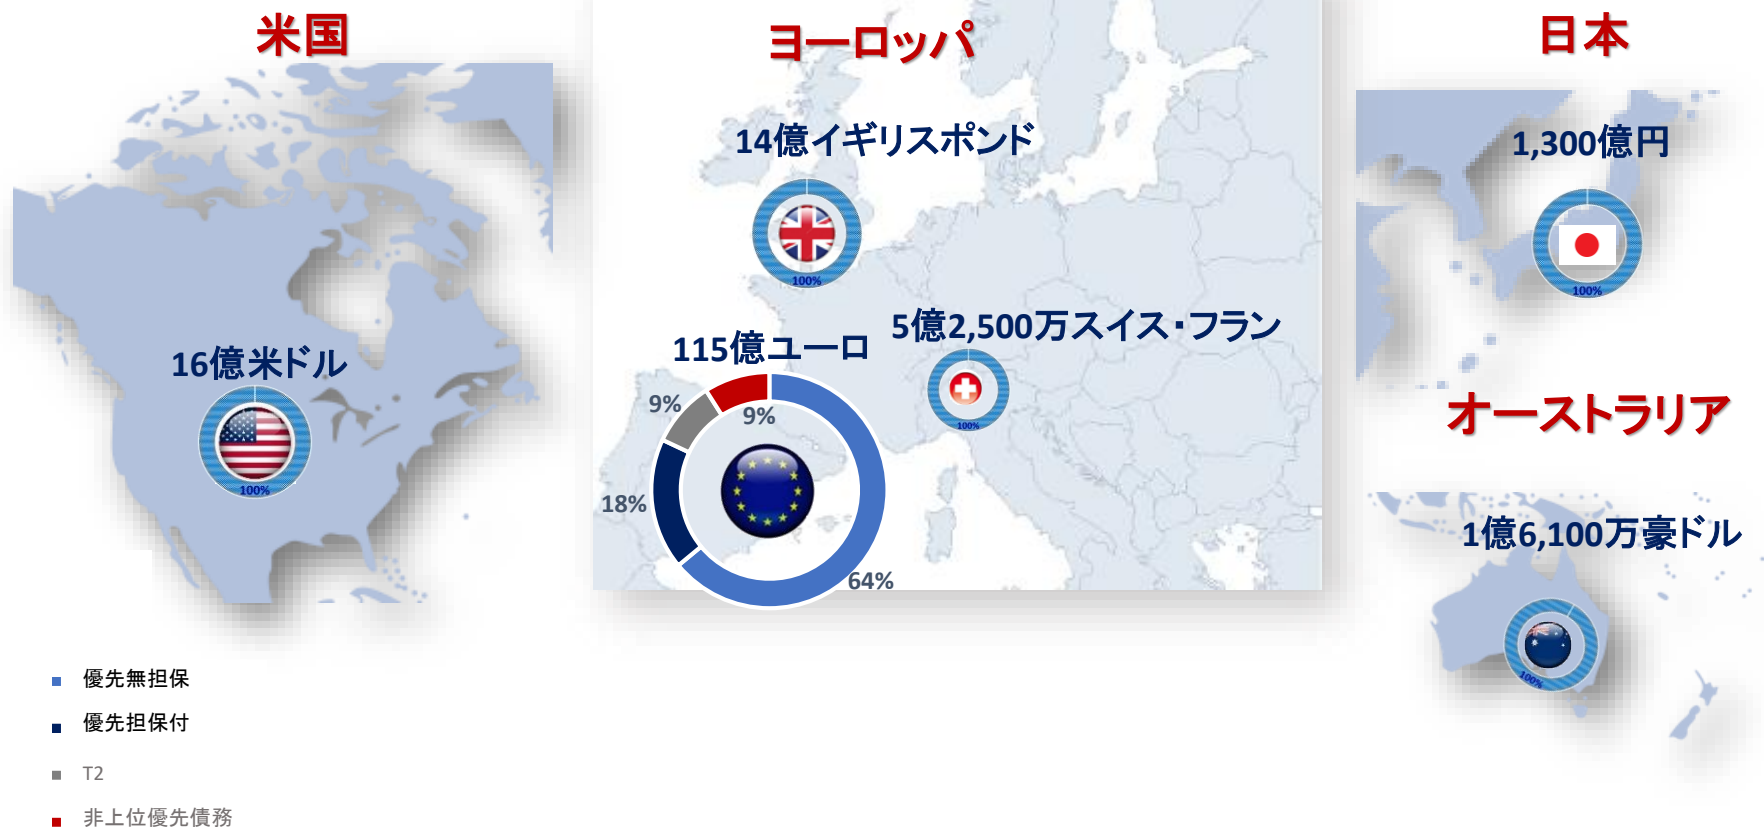 米国
16億米ドル
100%
ヨーロッパ
14億イギリスポンド
100%
5億2,500万スイス・フラン
100%
115億ユーロ
9%
9%
18%
64%
日本
1,300億円
100%
オーストラリア
1億6,100万豪ドル
100%
優先無担保
優先担保付
T2
非上位優先債務